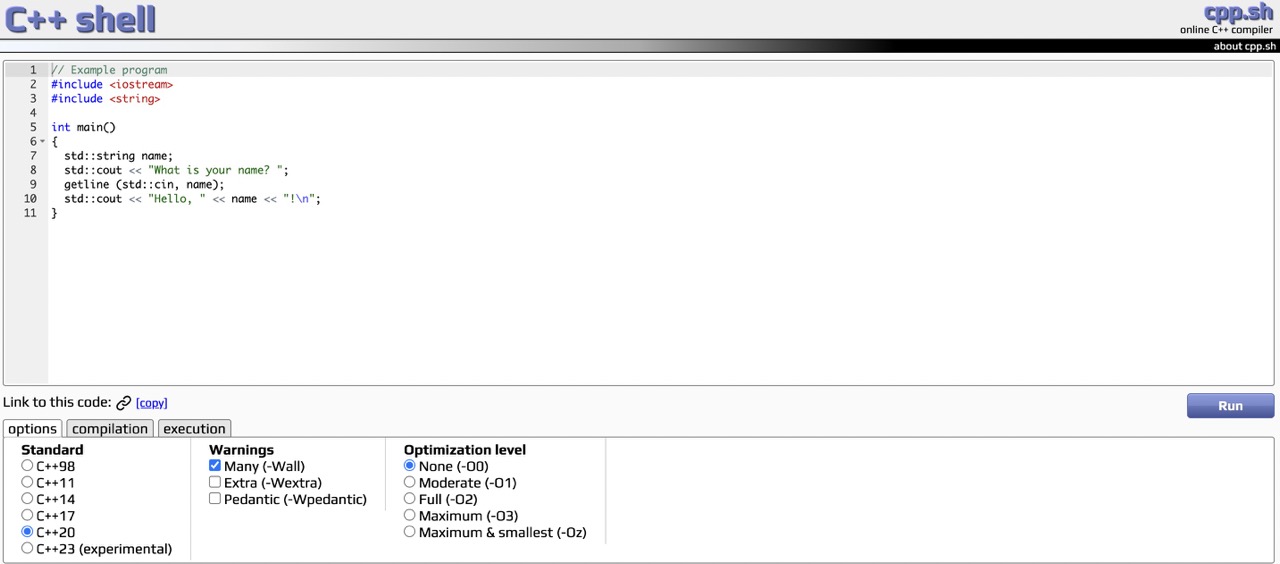 C++ shell
cpp.sh
online C++ compiler
about cpp.sh
1 // Example program
2 #include <iostream>
3 #include <string>
4
5 int main()
6 {
7   std::string name;
8   std::cout << "What is your name? ";
9   getline (std::cin, name);
10   std::cout << "Hello, " << name << "!\n";
11 }
Link to this code: [copy]
Run
options compilation execution
Standard Warnings Optimization level
C++98 Many (-Wall) None (-O0)
C++11 Extra (-Wextra) Moderate (-O1)
C++14 Pedantic (-Wpedantic) Full (-O2)
C++17 Maximum (-O3)
C++20 Maximum & smallest (-Oz)
C++23 (experimental)